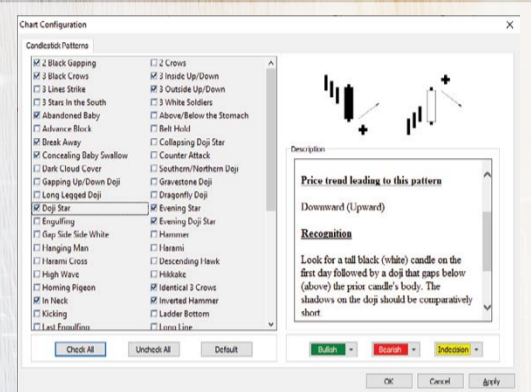 Chart Configuration
Candlestick Patterns
2 Black Gapping
2 Crows
3 Black Crows
3 Inside Up/Down
3 Lines Strike
3 Outside Up/Down
3 Stars In the South
3 White Soldiers
Abandoned Baby
Above/Below the Stomach
Advance Block
Belt Hold
Break Away
Collapsing Doji Star
Concealing Baby Swallow
Counter Attack
Dark Cloud Cover
Southern/Northern Doji
Gapping Up/Down Doji
Gravestone Doji
Long Legged Doji
Dragonfly Doji
Doji Star
Evening Star
Engulfing
Evening Doji Star
Gap Side Side White
Hammer
Hanging Man
Harami
Harami Cross
Descending Hawk
High Wave
Hikkake
Homing Pigeon
Identical 3 Crows
In Neck
Inverted Hammer
Kicking
Ladder Bottom
Last Engulfing
Long Line
Check All
Uncheck All
Default
Description
Price trend leading to this pattern
Downward (Upward)
Recognition
Look for a tall black (white) candle on the
first day followed by a doji that gaps below
(above) the prior candle's body. The
shadows on the doji should be comparatively
short
Bullish
Bearish
Indecision
OK
Cancel
Apply